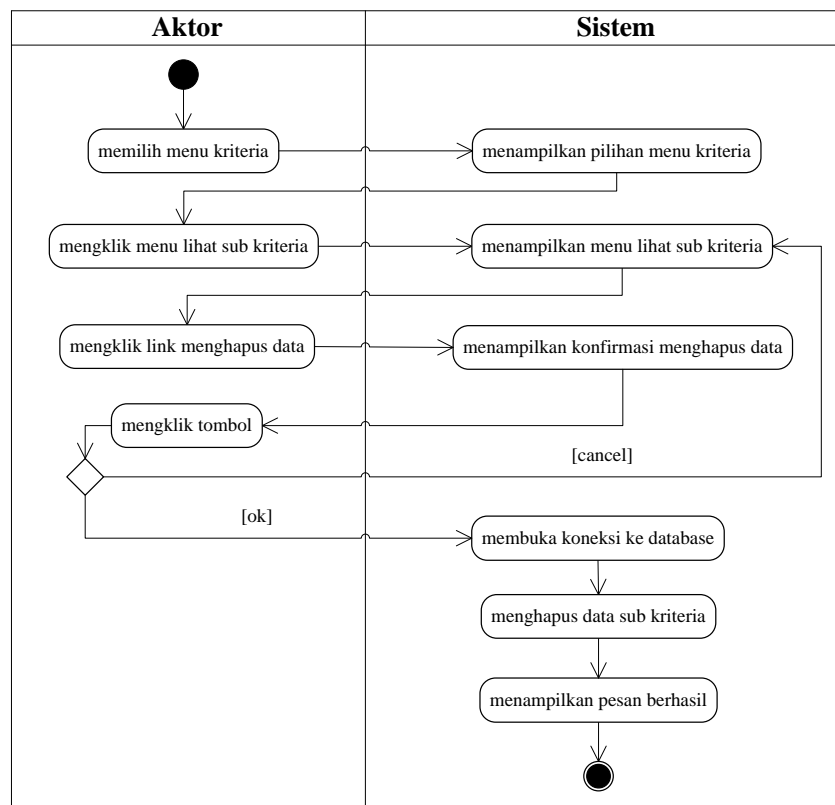 Aktor
Sistem
memilih menu kriteria
menampilkan pilihan menu kriteria
mengklik menu lihat sub kriteria
menampilkan menu lihat sub kriteria
mengklik link menghapus data
menampilkan konfirmasi menghapus data
mengklik tombol
[cancel]
[ok]
membuka koneksi ke database
menghapus data sub kriteria
menampilkan pesan berhasil